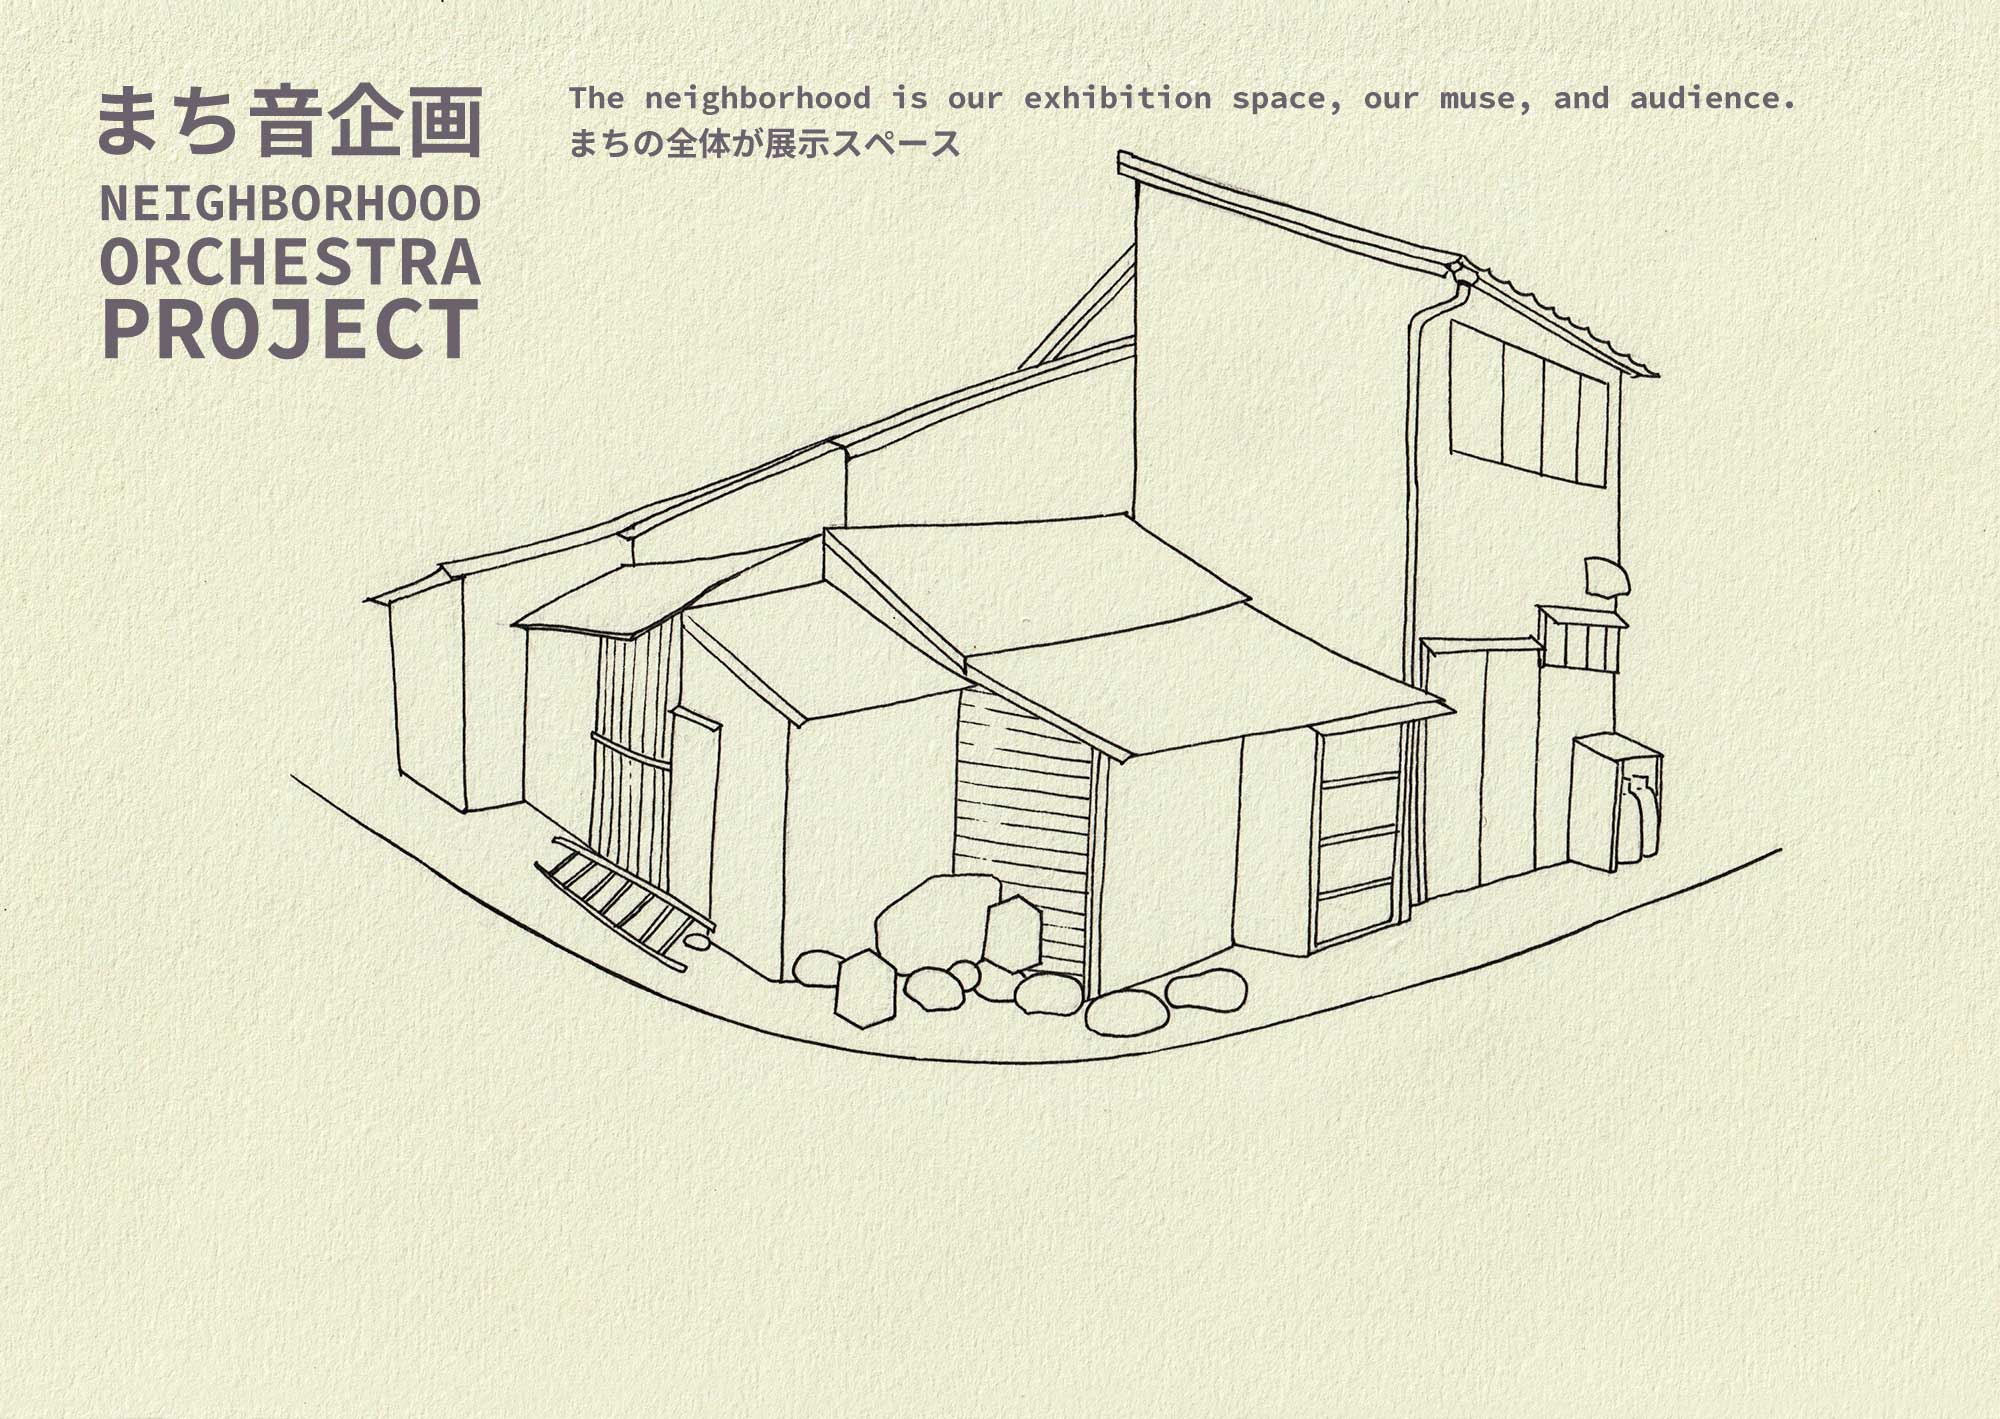 まち音企画
NEIGHBORHOOD
ORCHESTRA
PROJECT
The neighborhood is our exhibition space, our muse, and audience.
まちの全体が展示スペース